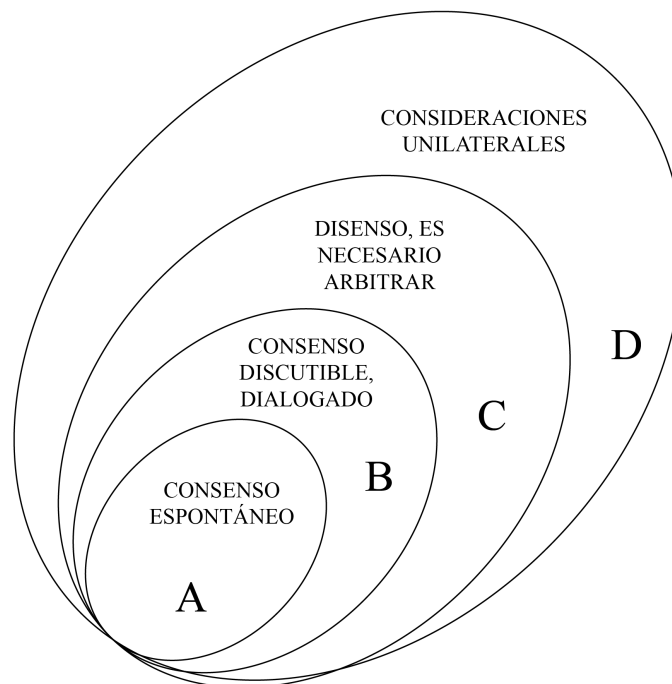 CONSIDERACIONES
UNILATERALES
DISENSO, ES
NECESARIO
ARBITRAR
D
CONSENSO
DISCUTIBLE,
DIALOGADO
C
B
CONSENSO
ESPONTÁNEO
A